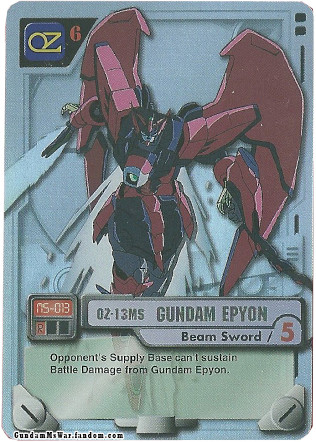 OZ 6
MS-013
R
OZ-13MS GUNDAM EPYON
Beam Sword / 5
Opponent's Supply Base can't sustain
Battle Damage from Gundam Epyon.
GundamMsWar.fandom.com